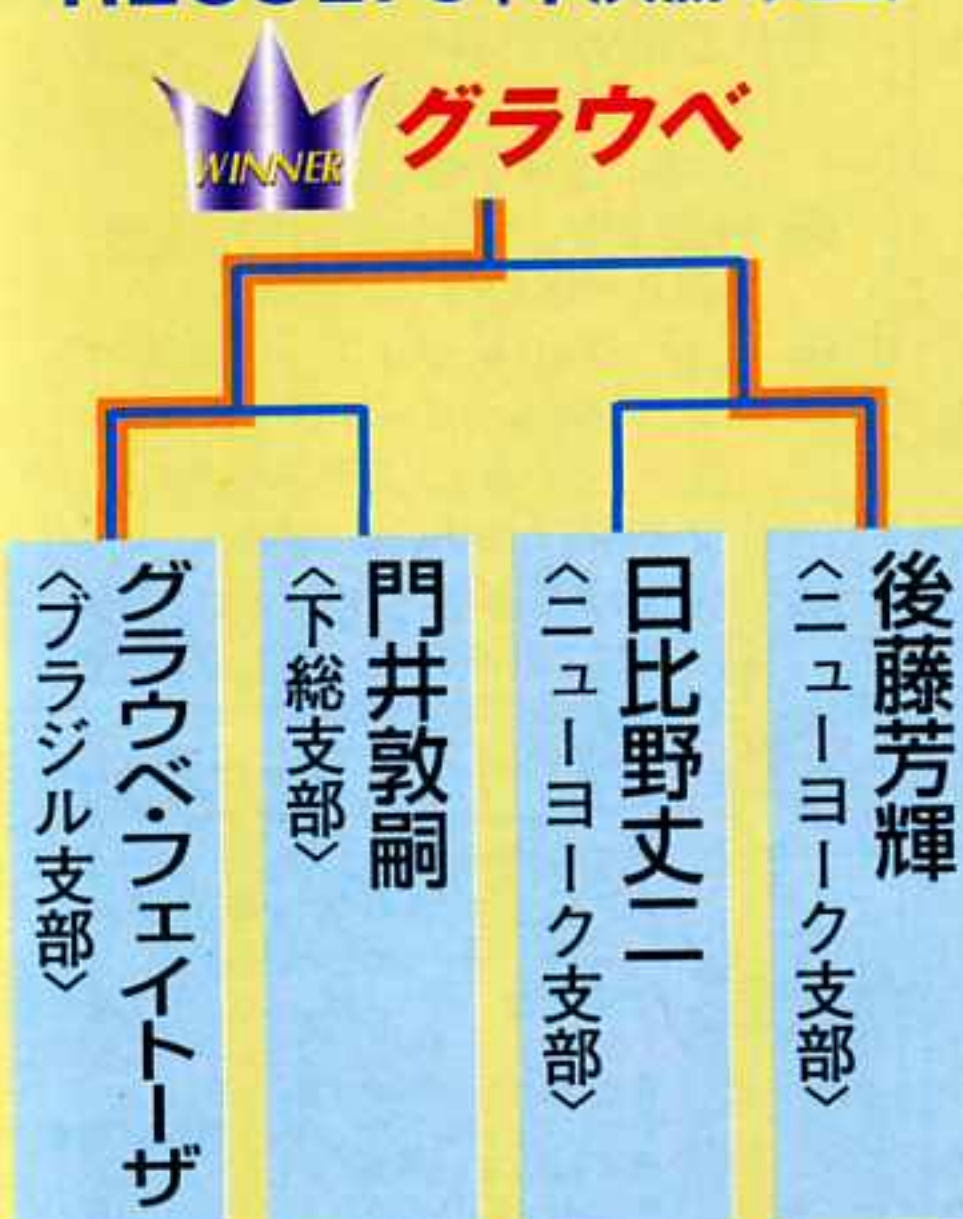 WINNER
グラウベ
後藤芳輝
〈ニューヨーク支部〉
日比野丈二
〈ニューヨーク支部〉
門井敦嗣
〈下総支部〉
グラウベ・フェイトーザ
〈ブラジル支部〉